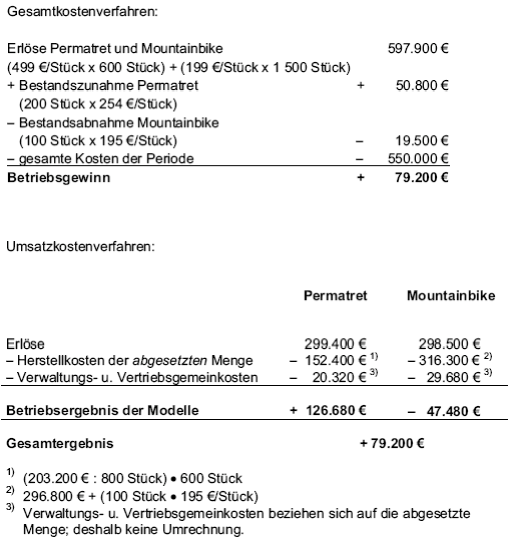 Gesamtkostenverfahren:
Erlöse Permatret und Mountainbike 597.900 €
(499 €/Stück x 600 Stück) + (199 €/Stück x 1 500 Stück)
+ Bestandszunahme Permatret + 50.800 €
(200 Stück x 254 €/Stück)
– Bestandsabnahme Mountainbike
(100 Stück x 195 €/Stück) – 19.500 €
– gesamte Kosten der Periode – 550.000 €
Betriebsgewinn + 79.200 €
Umsatzkostenverfahren:
Permatret Mountainbike
Erlöse 299.400 € 298.500 €
– Herstellkosten der abgesetzten Menge – 152.400 € 1) – 316.300 € 2)
– Verwaltungs- u. Vertriebsgemeinkosten – 20.320 € 3) – 29.680 € 3)
Betriebsergebnis der Modelle + 126.680 € – 47.480 €
Gesamtergebnis + 79.200 €
1) (203.200 € : 800 Stück) • 600 Stück
2) 296.800 € + (100 Stück • 195 €/Stück)
3) Verwaltungs- u. Vertriebsgemeinkosten beziehen sich auf die abgesetzte
Menge; deshalb keine Umrechnung.